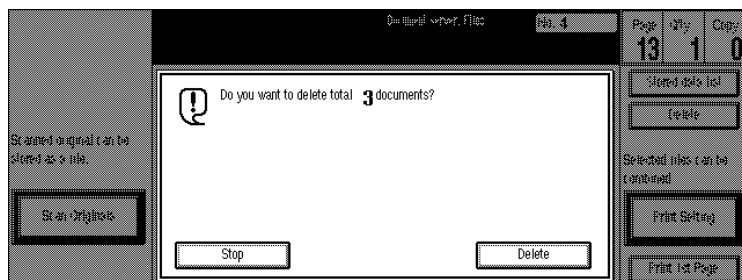 Document server, Files
No. 4
Page Q'ty Copy
13 1 0
Do you want to delete total 3 documents?
Stored data list
Delete
Scanned original can be
stored as a file.
Selected files can be
combined
Scan Originals
Print Setting
Stop
Delete
Print 1st Page